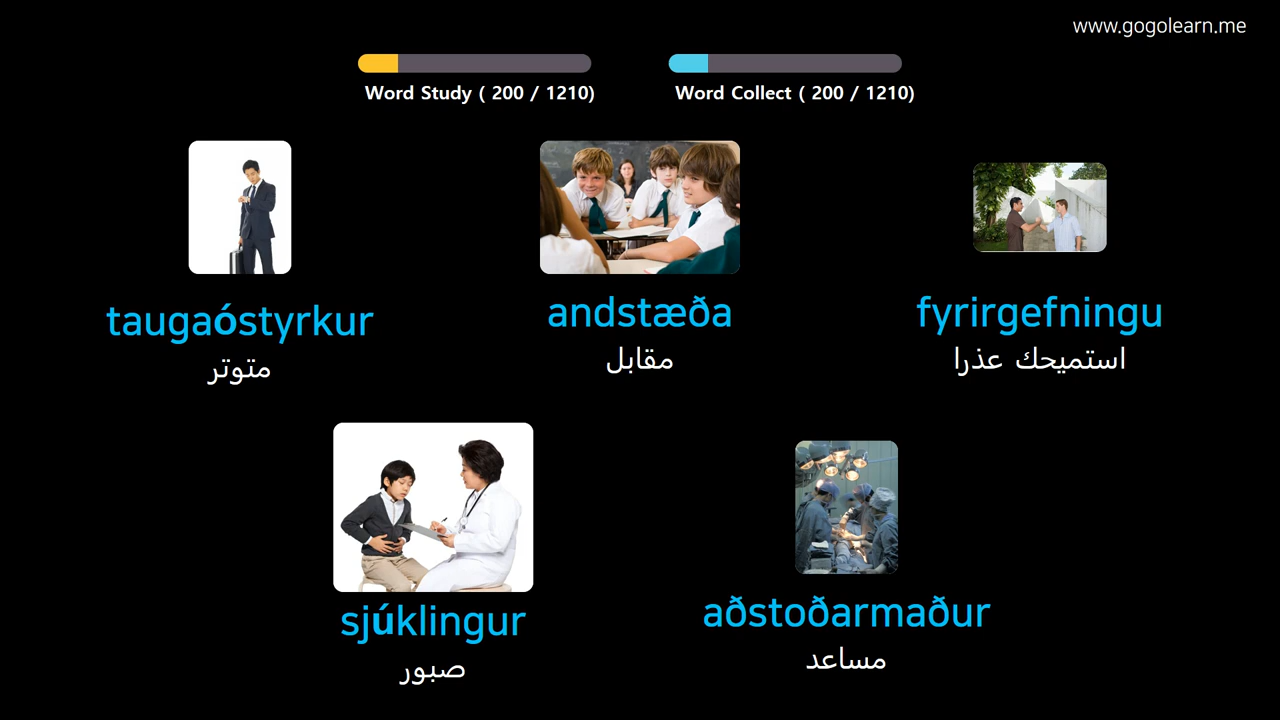 www.gogolearn.me
Word Study ( 200 / 1210)
Word Collect ( 200 / 1210)
taugaóstyrkur
متوتر
andstæða
مقابل
fyrirgefningu
استميحك عذرا
sjúklingur
صبور
aðstoðarmaður
مساعد